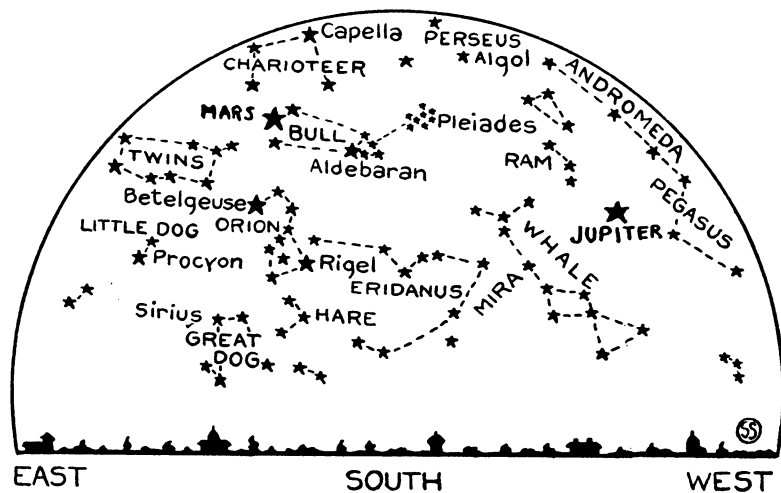 Capella
PERSEUS
Algol
CHARIOTEER
ANDROMEDA
MARS
BULL
Pleiades
TWINS
Aldebaran
RAM
Betelgeuse
PEGASUS
LITTLE DOG
ORION
JUPITER
Procyon
Rigel
WHALE
ERIDANUS
MIRA
Sirius
HARE
GREAT
DOG
SS
EAST
SOUTH
WEST